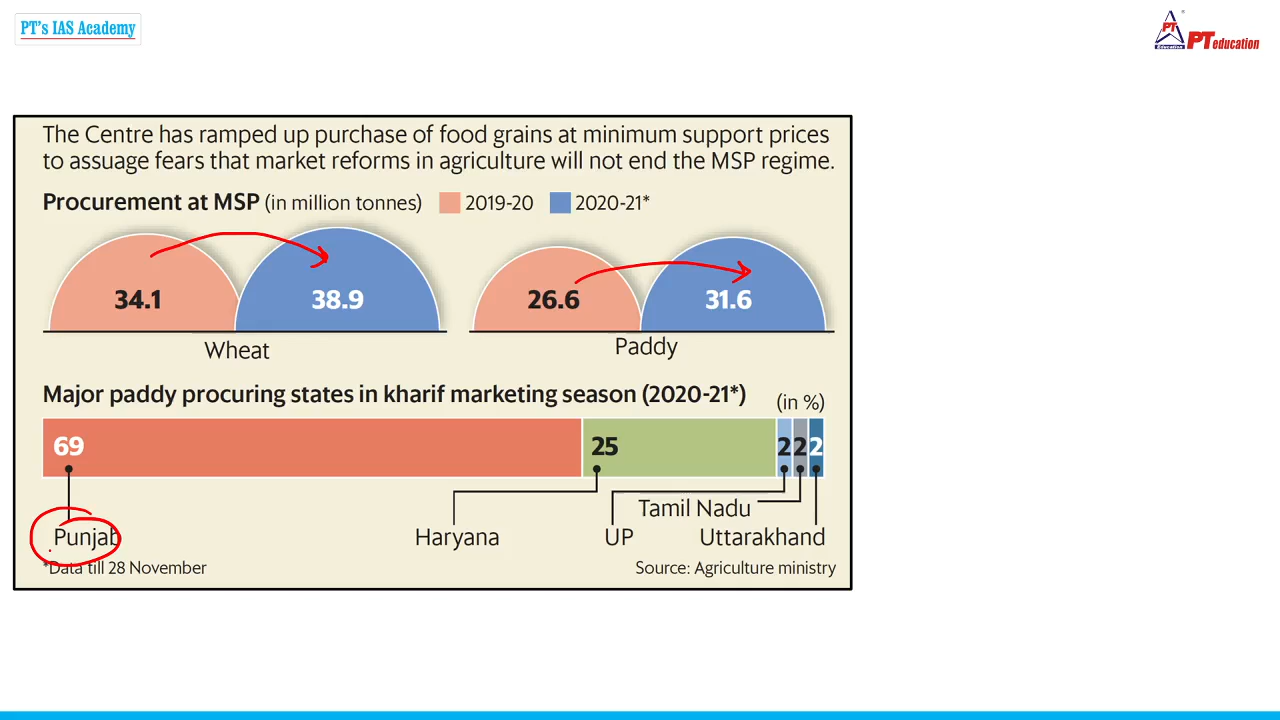 PT's IAS Academy
PT
Education
PT education
The Centre has ramped up purchase of food grains at minimum support prices
to assuage fears that market reforms in agriculture will not end the MSP regime.
Procurement at MSP (in million tonnes) 2019-20 2020-21*
34.1 38.9 26.6 31.6
Wheat Paddy
Major paddy procuring states in kharif marketing season (2020-21*) (in %)
69 25 2 2 2
Tamil Nadu
Punjab Haryana UP Uttarakhand
*Data till 28 November Source: Agriculture ministry